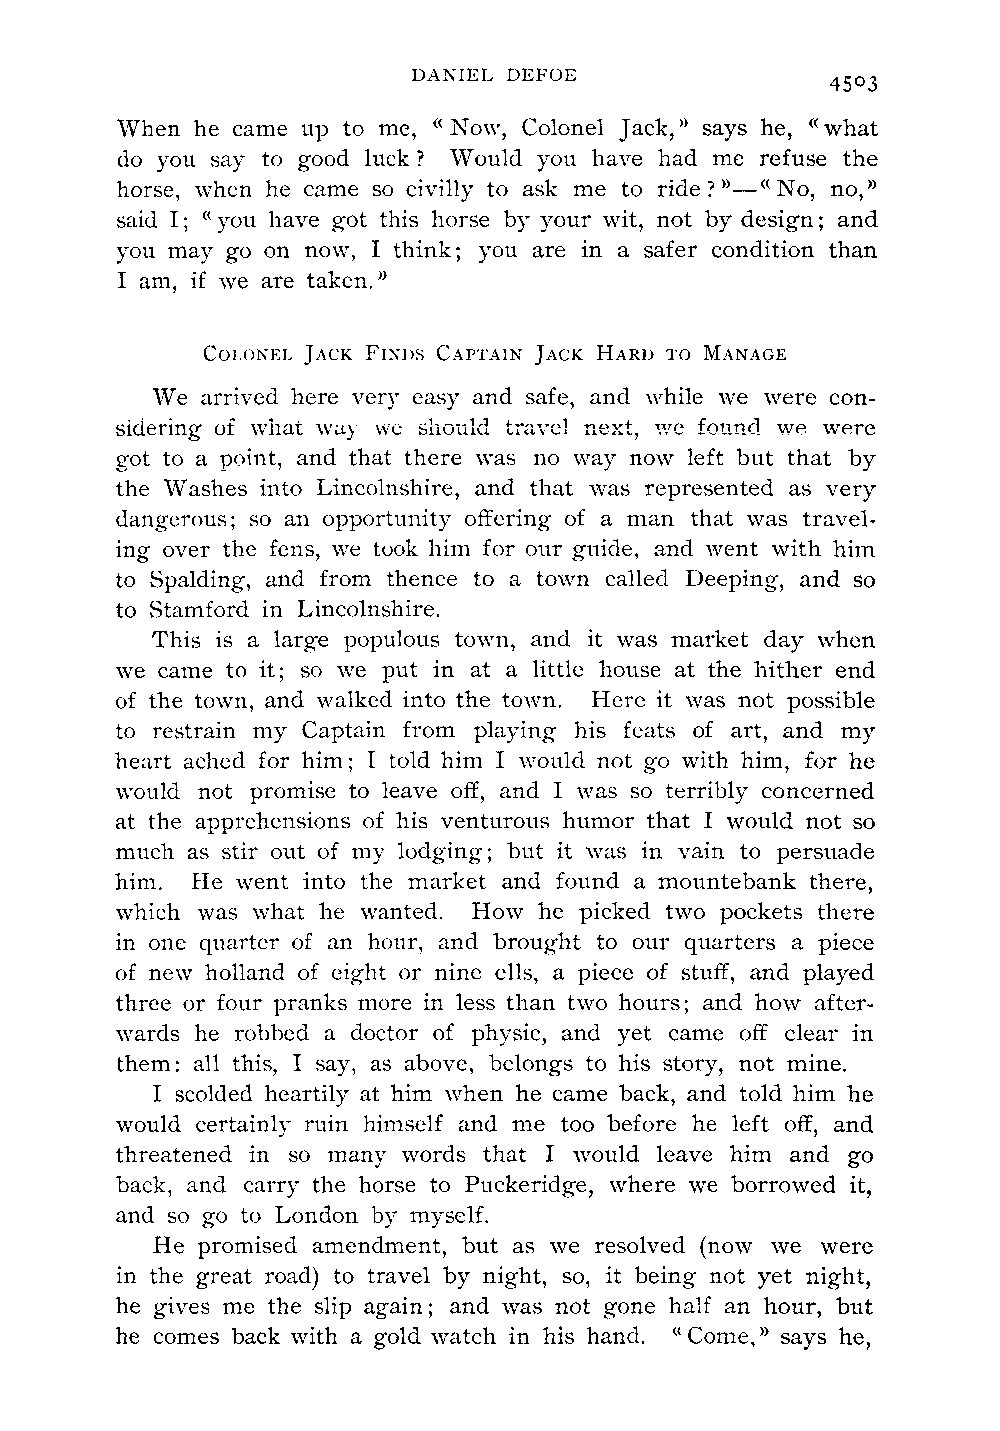 DANIEL DEFOE
4503
When he came up to me, « Now, Colonel Jack, » says he, « what
do you say to good luck? Would you have had me refuse the
horse, when he came so civilly to ask me to ride? »—« No, no, »
said I; « you have got this horse by your wit, not by design; and
you may go on now, I think; you are in a safer condition than
I am, if we are taken. »
COLONEL JACK FINDS CAPTAIN JACK HARD TO MANAGE
We arrived here very easy and safe, and while we were con-
sidering of what way we should travel next, we found we were
got to a point, and that there was no way now left but that by
the Washes into Lincolnshire, and that was represented as very
dangerous; so an opportunity offering of a man that was travel-
ing over the fens, we took him for our guide, and went with him
to Spalding, and from thence to a town called Deeping, and so
to Stamford in Lincolnshire.
This is a large populous town, and it was market day when
we came to it; so we put in at a little house at the hither end
of the town, and walked into the town. Here it was not possible
to restrain my Captain from playing his feats of art, and my
heart ached for him; I told him I would not go with him, for he
would not promise to leave off, and I was so terribly concerned
at the apprehensions of his venturous humor that I would not so
much as stir out of my lodging; but it was in vain to persuade
him. He went into the market and found a mountebank there,
which was what he wanted. How he picked two pockets there
in one quarter of an hour, and brought to our quarters a piece
of new holland of eight or nine ells, a piece of stuff, and played
three or four pranks more in less than two hours; and how after-
wards he robbed a doctor of physic, and yet came off clear in
them: all this, I say, as above, belongs to his story, not mine.
I scolded heartily at him when he came back, and told him he
would certainly ruin himself and me too before he left off, and
threatened in so many words that I would leave him and go
back, and carry the horse to Puckeridge, where we borrowed it,
and so go to London by myself.
He promised amendment, but as we resolved (now we were
in the great road) to travel by night, so, it being not yet night,
he gives me the slip again; and was not gone half an hour, but
he comes back with a gold watch in his hand. « Come, » says he,